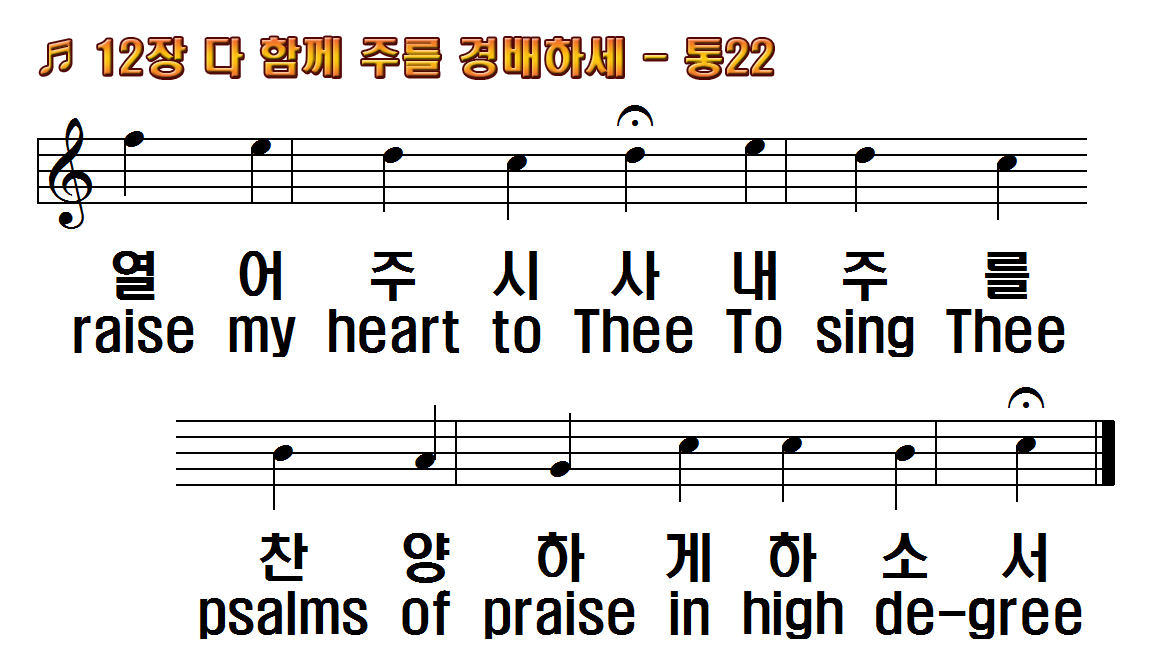 ♬ 12장 다 함께 주를 경배하세 - 통22
열 어 주 시 사 내 주 를
raise my heart to Thee To sing Thee
찬 양 하 게 하 소 서
psalms of praise in high de-gree